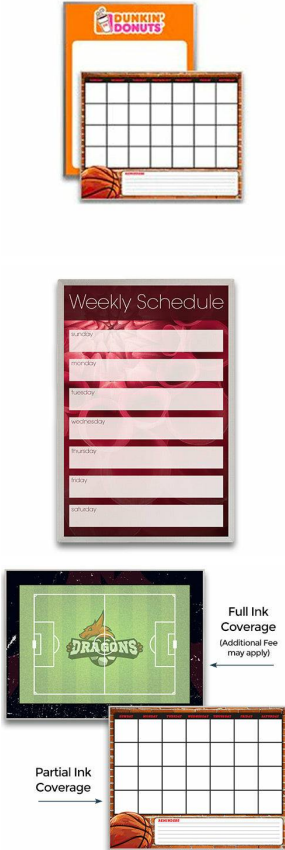 DUNKIN'
DONUTS
Weekly Schedule
sunday
monday
tuesday
wednesday
thursday
friday
saturday
DRAGONS
Full Ink
Coverage
(Additional Fee
may apply)
Partial Ink
Coverage
REMINDERS